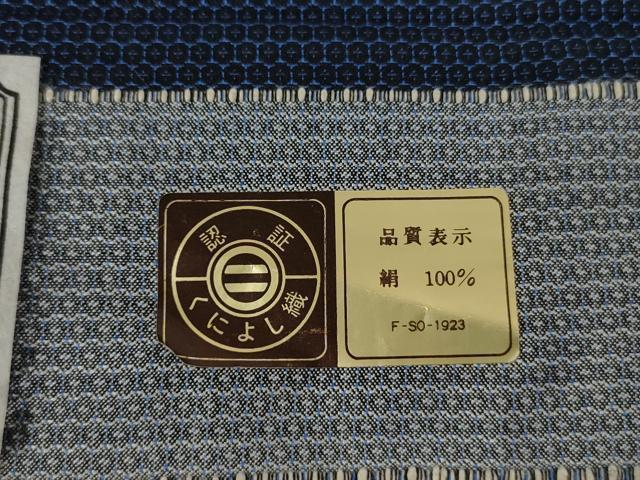 認証
くによし織
品質表示
絹 100%
F-SO-1923